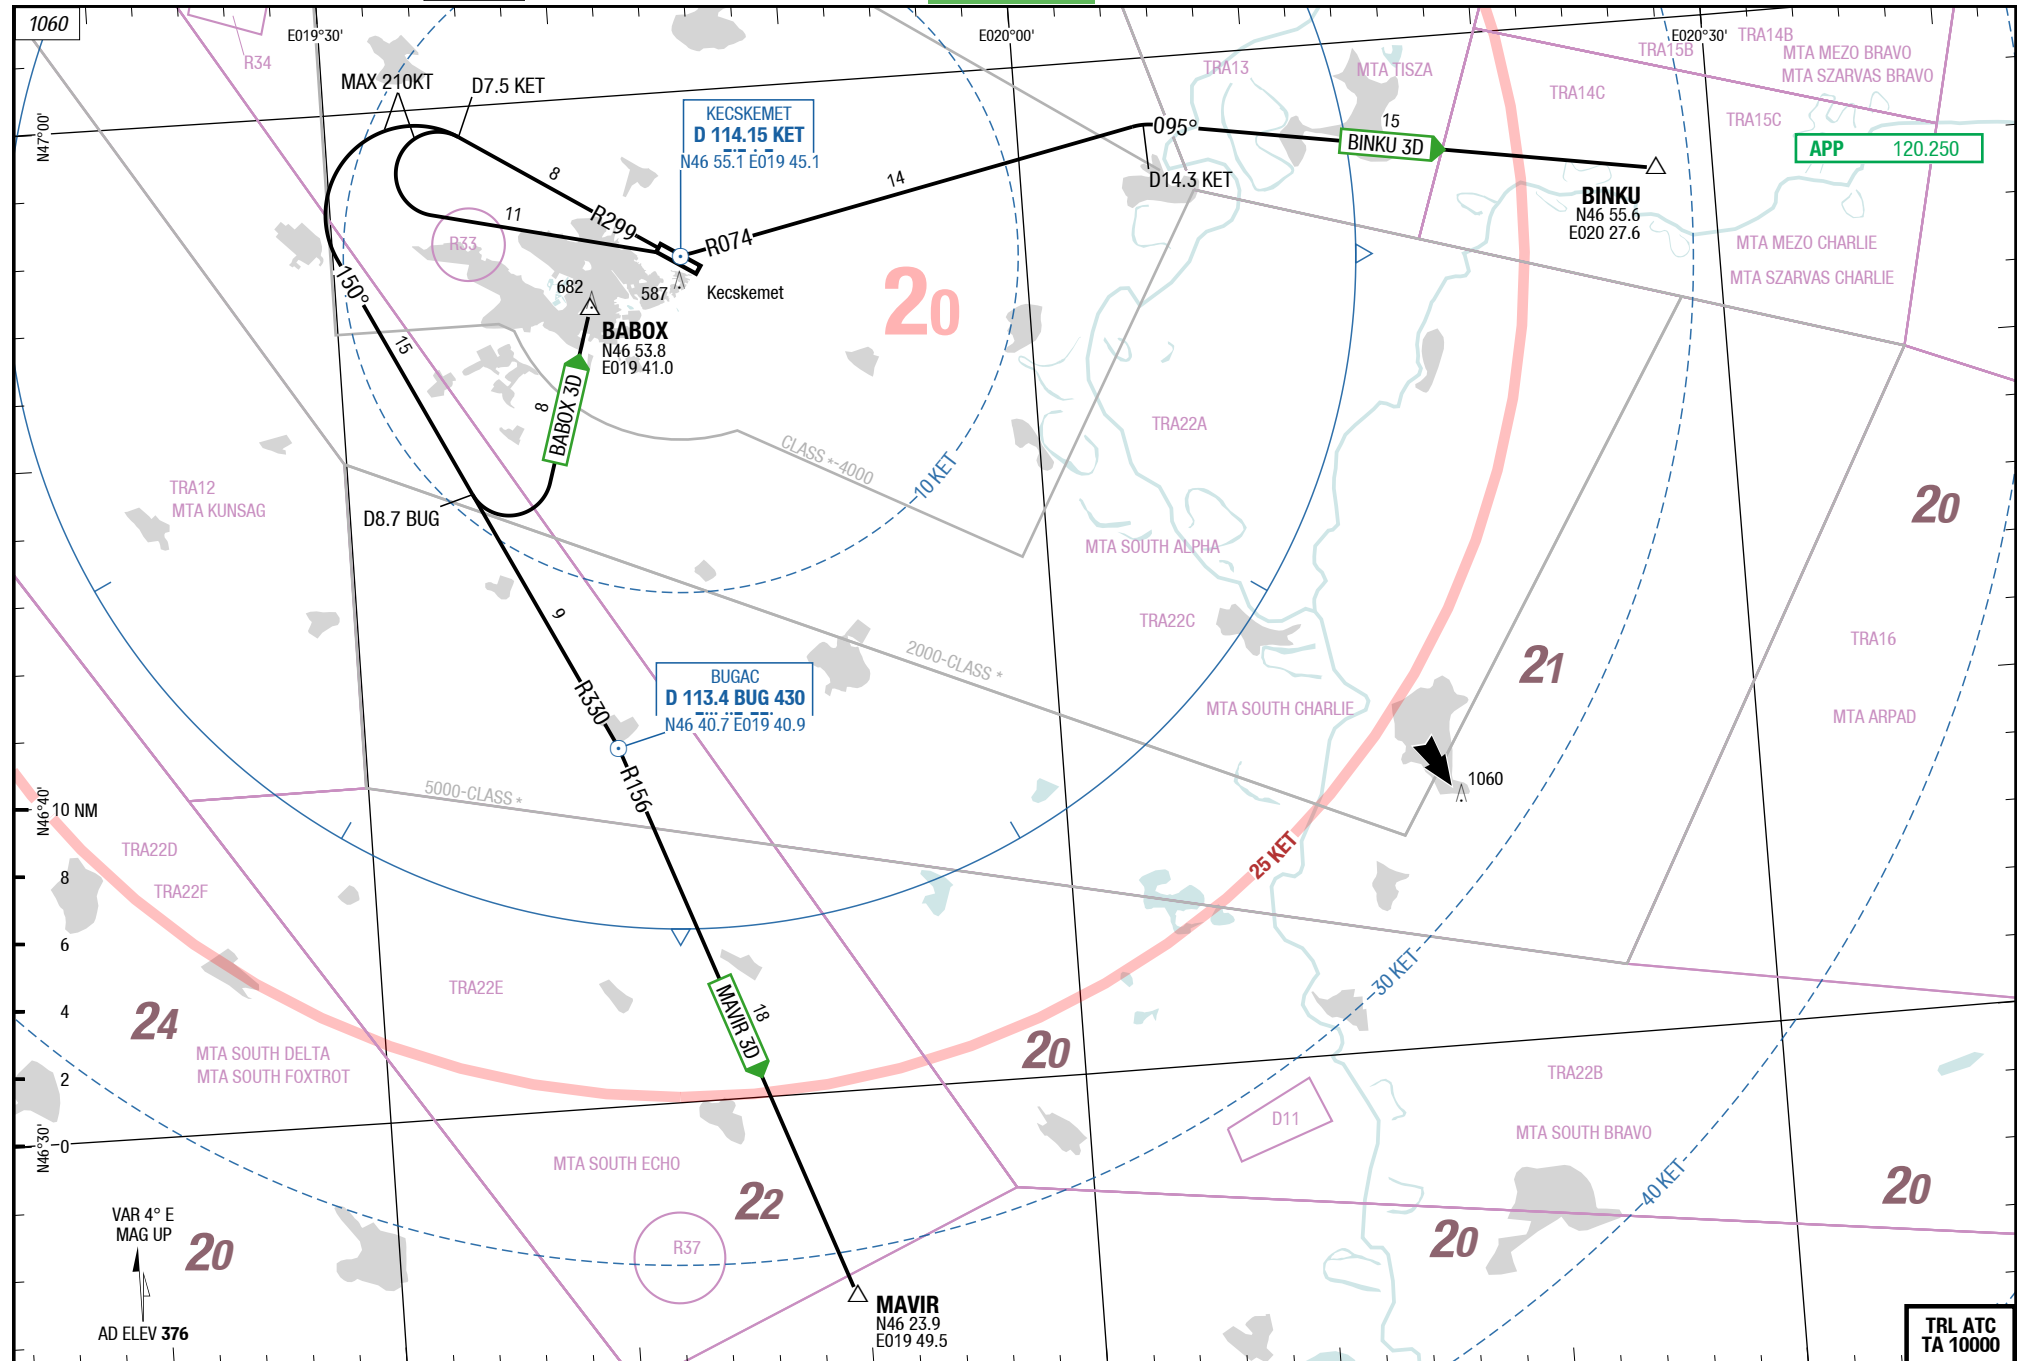 1060
E019°30'
E020°00'
E020°30'
R34
MAX 210KT
D7.5 KET
KECSKEMET
D 114.15 KET
N46 55.1 E019 45.1
TRA13
MTA TISZA
TRA15B
TRA14B
MTA MEZO BRAVO
MTA SZARVAS BRAVO
TRA14C
TRA15C
APP 120.250
N47°00'
095°
15
BINKU 3D
D14.3 KET
BINKU
N46 55.6
E020 27.6
8
14
11
R299
R074
R33
MTA MEZO CHARLIE
MTA SZARVAS CHARLIE
150°
682
587
Kecskemet
20
BABOX
N46 53.8
E019 41.0
15
8
BABOX 3D
CLASS *-4000
10 KET
TRA22A
TRA12
MTA KUNSAG
D8.7 BUG
20
MTA SOUTH ALPHA
9
TRA22C
2000-CLASS *
21
TRA16
R330
BUGAC
D 113.4 BUG 430
N46 40.7 E019 40.9
MTA SOUTH CHARLIE
MTA ARPAD
R156
1060
5000-CLASS *
N46°40'
10 NM
8
6
4
2
0
TRA22D
TRA22F
25 KET
30 KET
TRA22E
18
MAVIR 3D
24
20
MTA SOUTH DELTA
MTA SOUTH FOXTROT
TRA22B
D11
MTA SOUTH BRAVO
N46°30'
MTA SOUTH ECHO
22
40 KET
20
VAR 4° E
MAG UP
20
R37
20
MAVIR
N46 23.9
E019 49.5
AD ELEV 376
TRL ATC
TA 10000